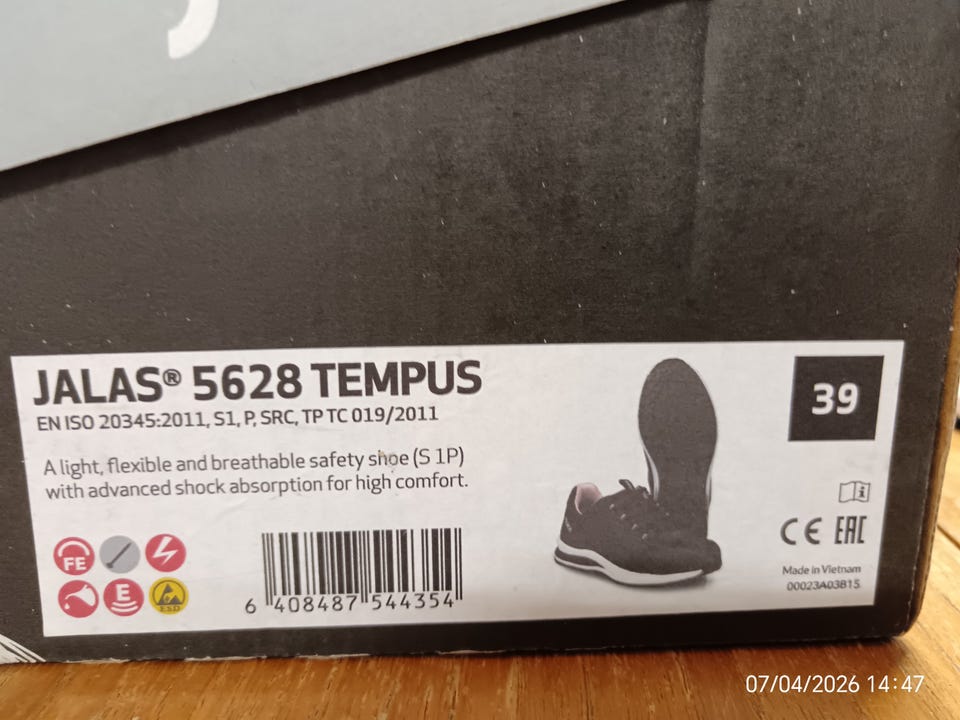 JALAS® 5628 TEMPUS
EN ISO 20345:2011, S1, P, SRC, TP TC 019/2011
A light, flexible and breathable safety shoe (S 1P)
with advanced shock absorption for high comfort.
FE
E
ESD
6 408487 544354
39
i
CE EAC
Made in Vietnam
00023A03B15
07/04/2026 14:47